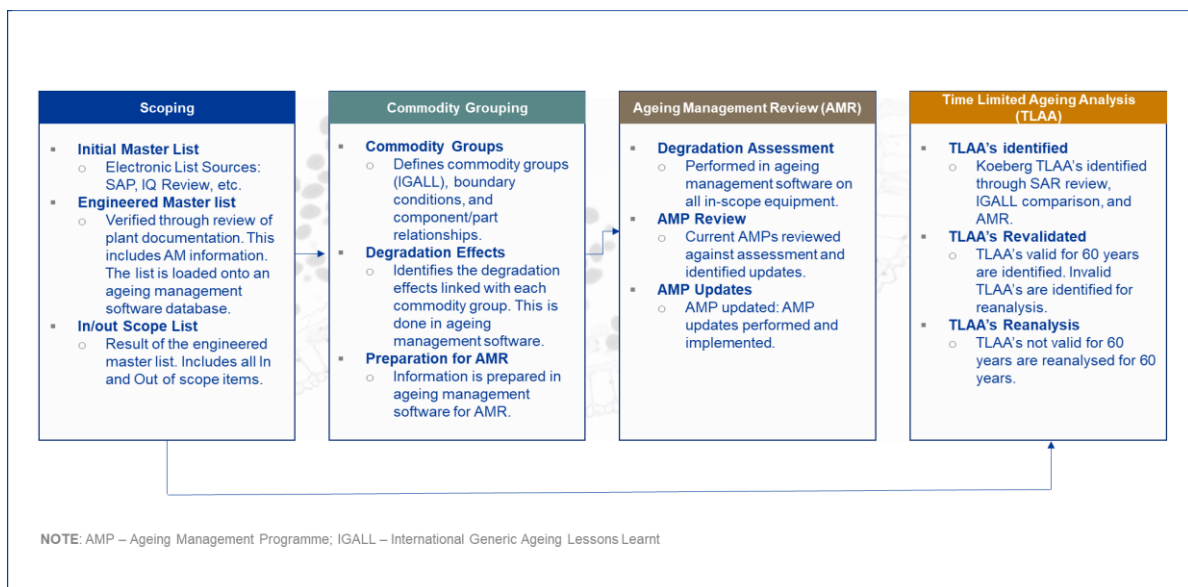 Scoping
▪ Initial Master List
o Electronic List Sources:
SAP, IQ Review, etc.
▪ Engineered Master list
o Verified through review of
plant documentation. This
includes AM information.
The list is loaded onto an
ageing management
software database.
▪ In/out Scope List
o Result of the engineered
master list. Includes all In
and Out of scope items.
Commodity Grouping
▪ Commodity Groups
o Defines commodity groups
(IGALL), boundary
conditions, and
component/part
relationships.
▪ Degradation Effects
o Identifies the degradation
effects linked with each
commodity group. This is
done in ageing
management software.
▪ Preparation for AMR
o Information is prepared in
ageing management
software for AMR.
Ageing Management Review (AMR)
▪ Degradation Assessment
o Performed in ageing
management software on
all in-scope equipment.
▪ AMP Review
o Current AMPs reviewed
against assessment and
identified updates.
▪ AMP Updates
o AMP updated: AMP
updates performed and
implemented.
Time Limited Ageing Analysis
(TLAA)
▪ TLAA's identified
o Koeberg TLAA's identified
through SAR review,
IGALL comparison, and
AMR.
▪ TLAA's Revalidated
o TLAA's valid for 60 years
are identified. Invalid
TLAA's are identified for
reanalysis.
▪ TLAA's Reanalysis
o TLAA's not valid for 60
years are reanalysed for 60
years.
NOTE: AMP – Ageing Management Programme; IGALL – International Generic Ageing Lessons Learnt